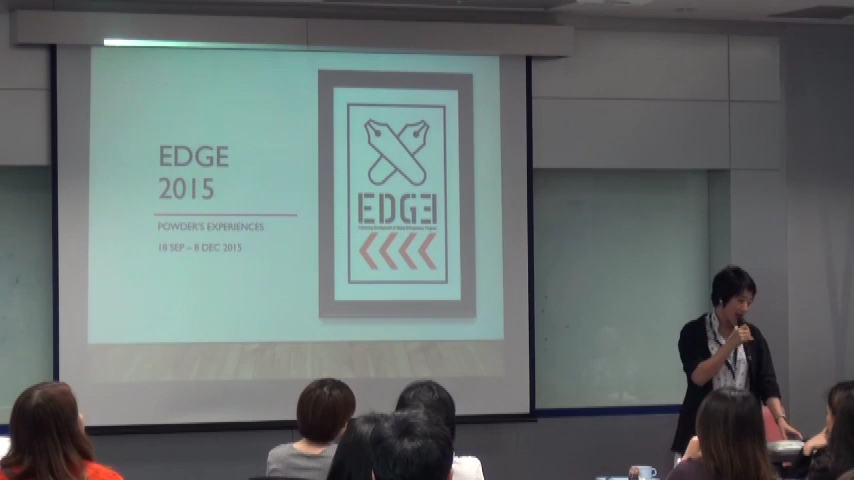 EDGE
2015
POWDER'S EXPERIENCES
18 SEP – 8 DEC 2015
EDGE